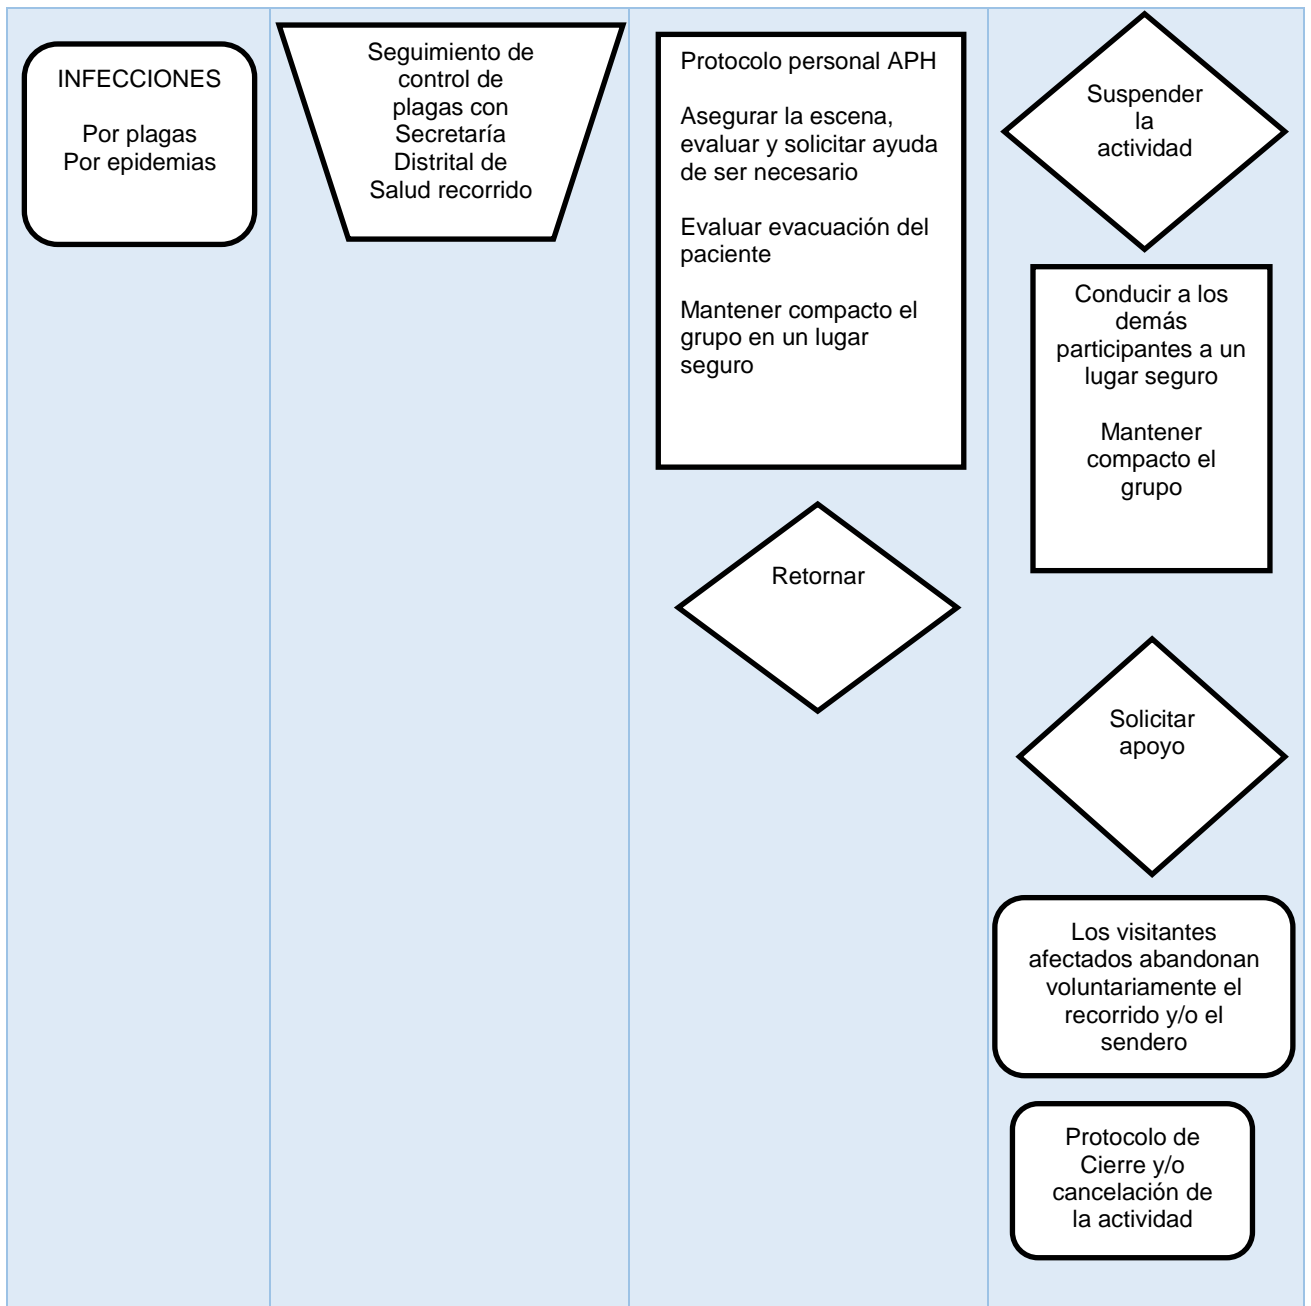 INFECCIONES
Por plagas
Por epidemias
Seguimiento de
control de
plagas con
Secretaría
Distrital de
Salud recorrido
Protocolo personal APH
Asegurar la escena,
evaluar y solicitar ayuda
de ser necesario
Evaluar evacuación del
paciente
Mantener compacto el
grupo en un lugar
seguro
Retornar
Suspender
la
actividad
Conducir a los
demás
participantes a un
lugar seguro
Mantener
compacto el
grupo
Solicitar
apoyo
Los visitantes
afectados abandonan
voluntariamente el
recorrido y/o el
sendero
Protocolo de
Cierre y/o
cancelación de
la actividad